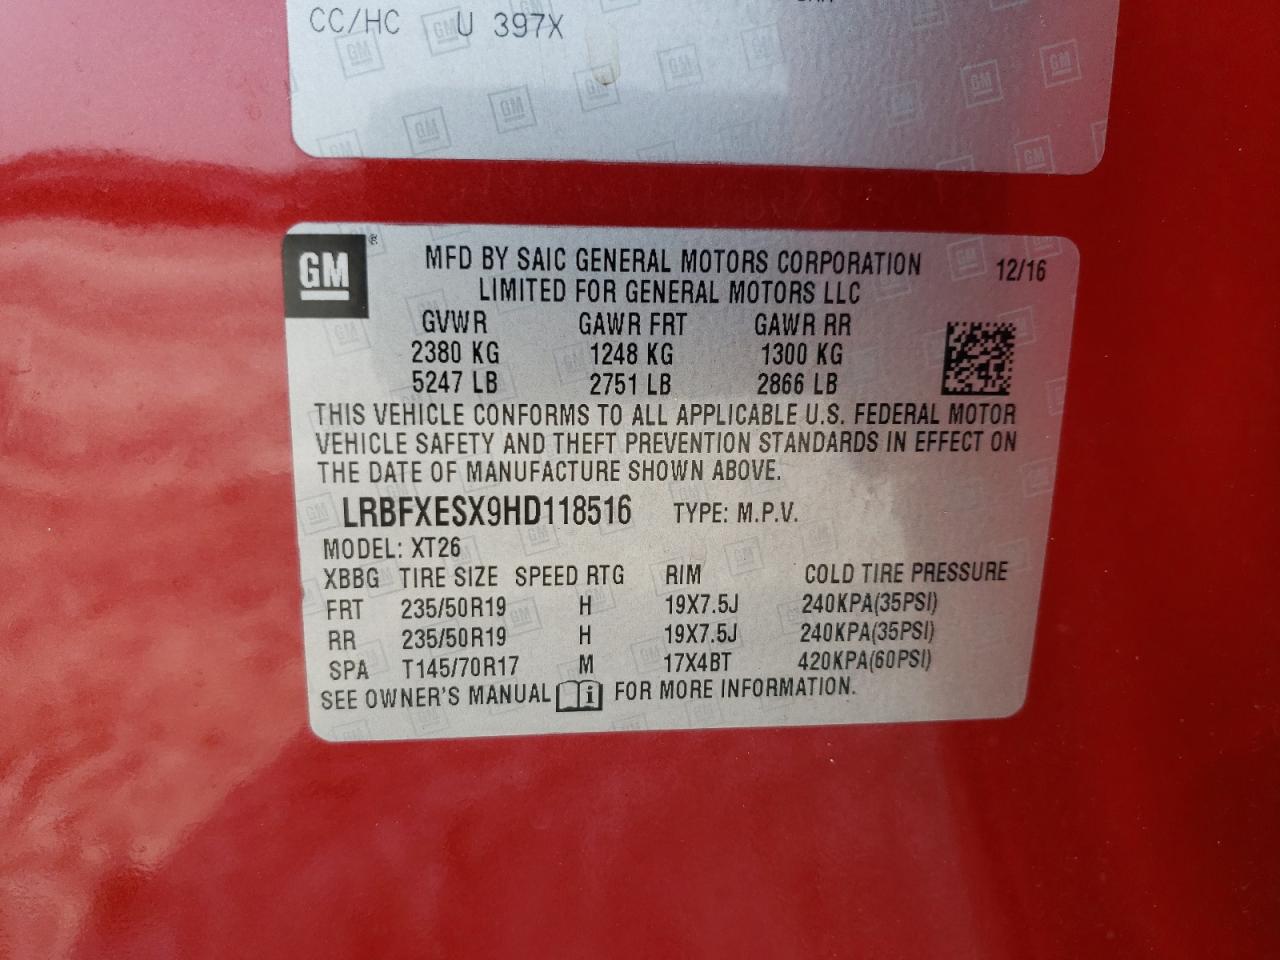 CC/HC U 397X
GM ®
MFD BY SAIC GENERAL MOTORS CORPORATION 12/16
LIMITED FOR GENERAL MOTORS LLC
GVWR GAWR FRT GAWR RR
2380 KG 1248 KG 1300 KG
5247 LB 2751 LB 2866 LB
THIS VEHICLE CONFORMS TO ALL APPLICABLE U.S. FEDERAL MOTOR
VEHICLE SAFETY AND THEFT PREVENTION STANDARDS IN EFFECT ON
THE DATE OF MANUFACTURE SHOWN ABOVE.
LRBFXESX9HD118516 TYPE: M.P.V.
MODEL: XT26
XBBG TIRE SIZE SPEED RTG RIM COLD TIRE PRESSURE
FRT 235/50R19 H 19X7.5J 240KPA(35PSI)
RR 235/50R19 H 19X7.5J 240KPA(35PSI)
SPA T145/70R17 M 17X4BT 420KPA(60PSI)
SEE OWNER'S MANUAL i FOR MORE INFORMATION.